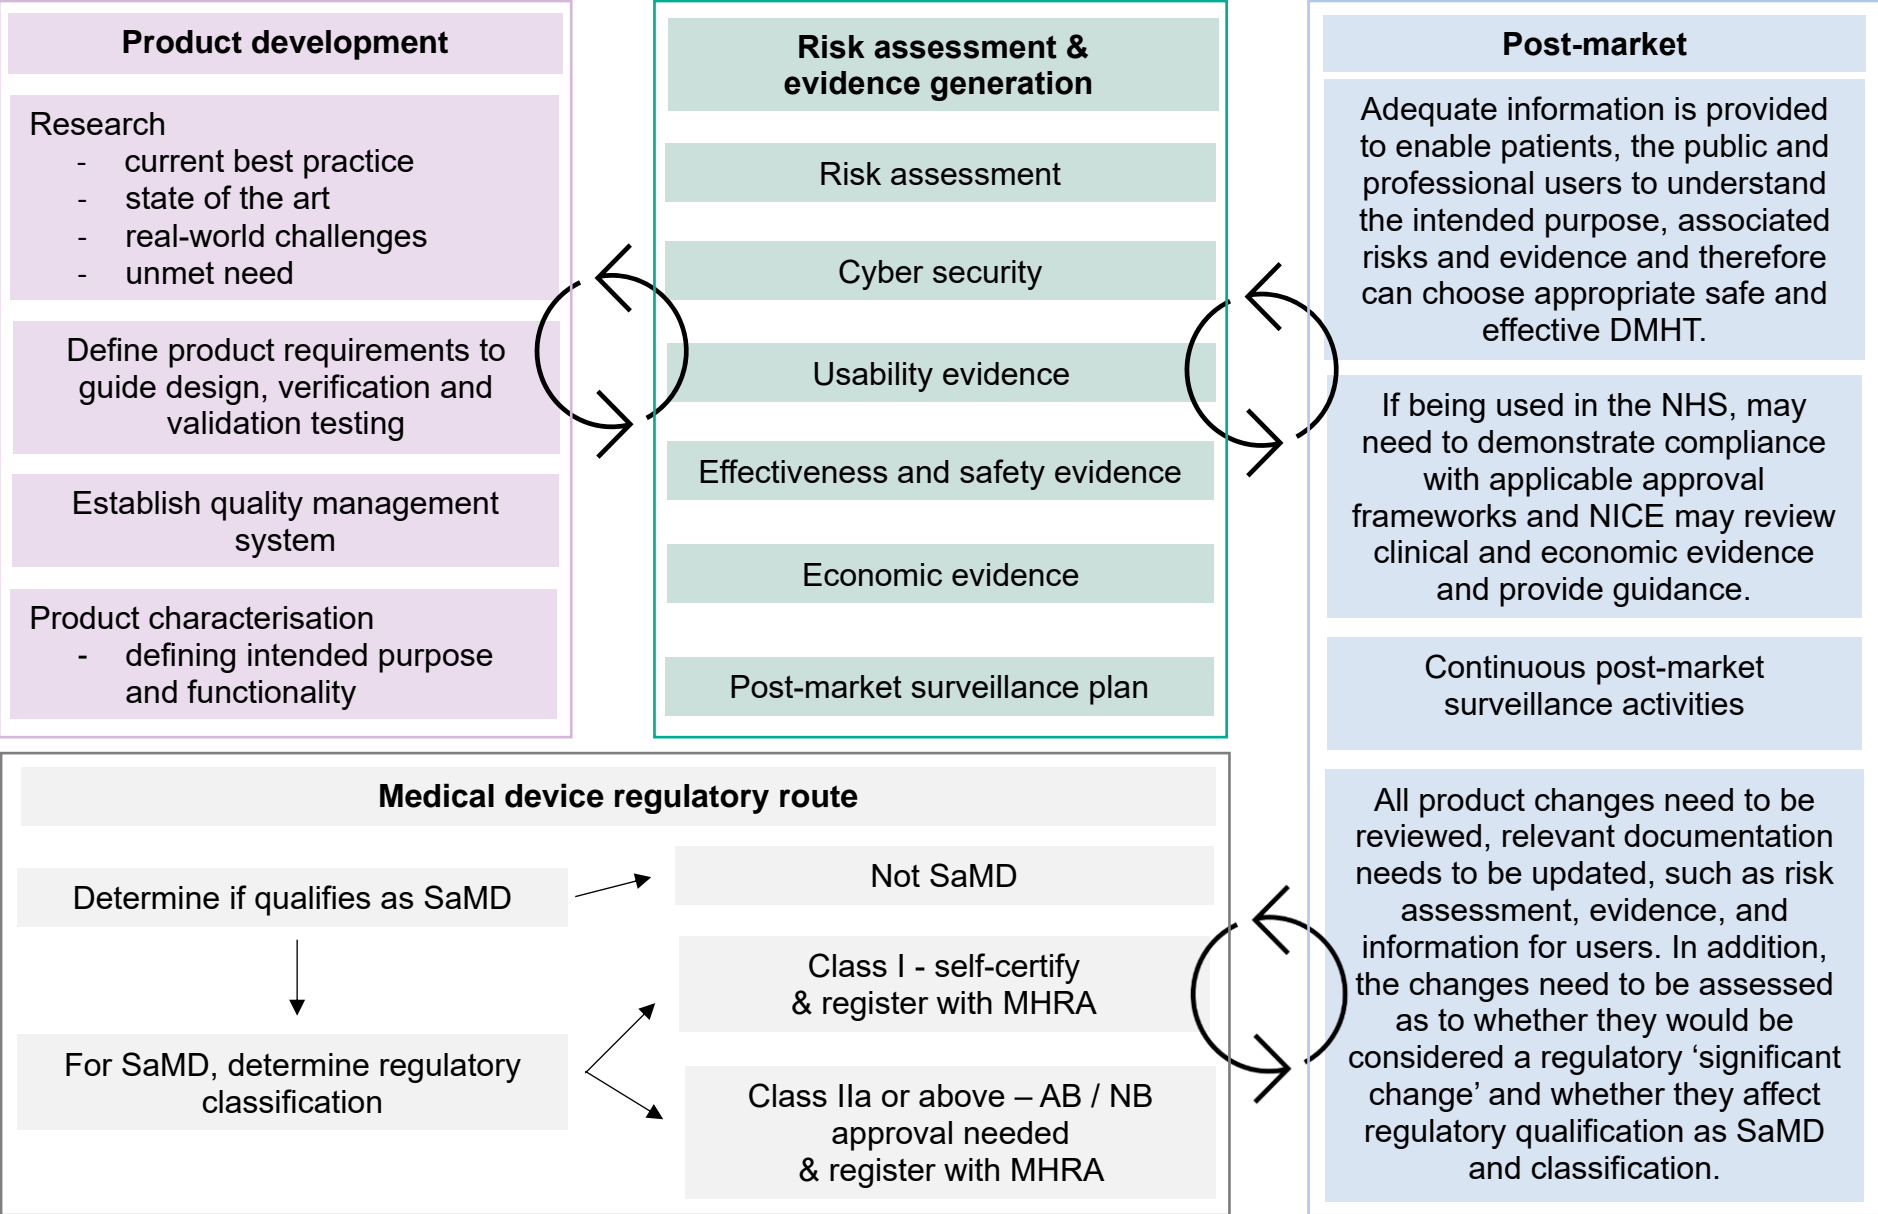 Product development
Research
- current best practice
- state of the art
- real-world challenges
- unmet need
Define product requirements to
guide design, verification and
validation testing
Establish quality management
system
Product characterisation
- defining intended purpose
and functionality
Risk assessment &
evidence generation
Risk assessment
Cyber security
Usability evidence
Effectiveness and safety evidence
Economic evidence
Post-market surveillance plan
Post-market
Adequate information is provided
to enable patients, the public and
professional users to understand
the intended purpose, associated
risks and evidence and therefore
can choose appropriate safe and
effective DMHT.
If being used in the NHS, may
need to demonstrate compliance
with applicable approval
frameworks and NICE may review
clinical and economic evidence
and provide guidance.
Continuous post-market
surveillance activities
All product changes need to be
reviewed, relevant documentation
needs to be updated, such as risk
assessment, evidence, and
information for users. In addition,
the changes need to be assessed
as to whether they would be
considered a regulatory ‘significant
change’ and whether they affect
regulatory qualification as SaMD
and classification.
Medical device regulatory route
Determine if qualifies as SaMD
Not SaMD
For SaMD, determine regulatory
classification
Class I - self-certify
& register with MHRA
Class IIa or above – AB / NB
approval needed
& register with MHRA